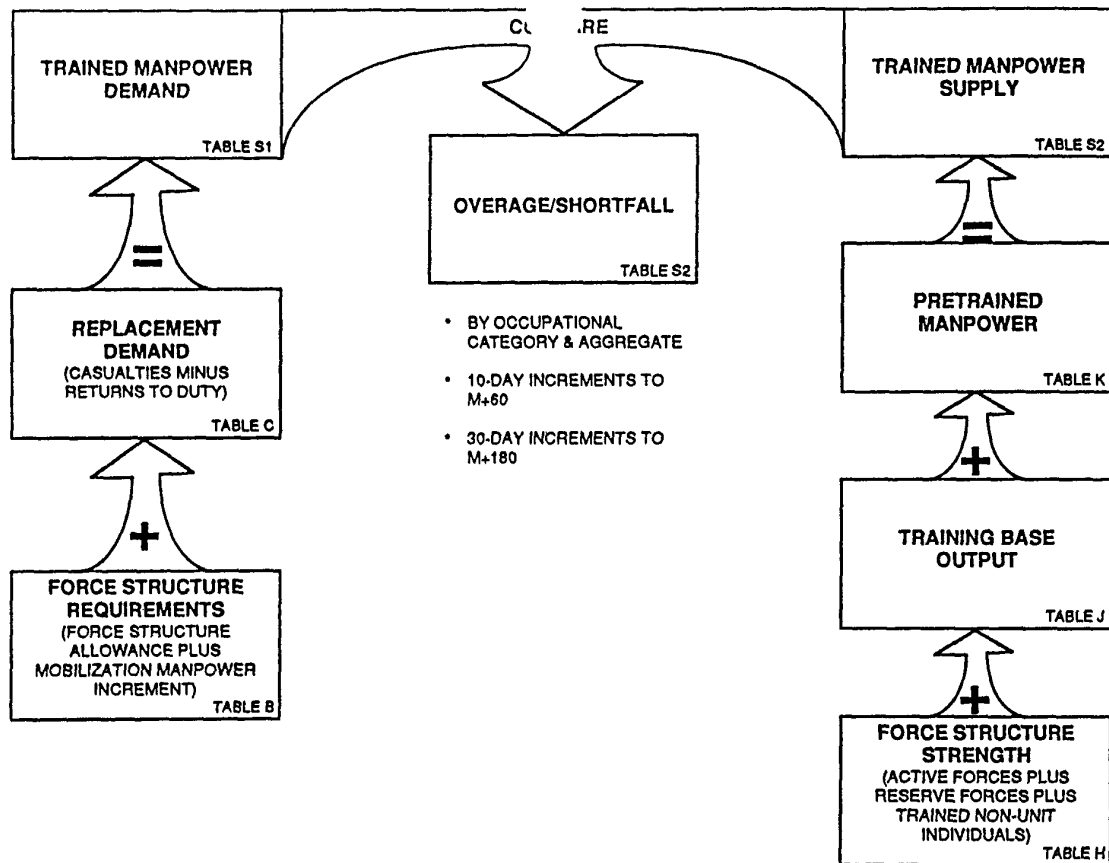 TRAINED MANPOWER
DEMAND
TABLE S1
TRAINED MANPOWER
SUPPLY
TABLE S2
OVERAGE/SHORTFALL
TABLE S2
• BY OCCUPATIONAL
CATEGORY & AGGREGATE
• 10-DAY INCREMENTS TO
M+60
• 30-DAY INCREMENTS TO
M+180
=
REPLACEMENT
DEMAND
(CASUALTIES MINUS
RETURNS TO DUTY)
TABLE C
+
FORCE STRUCTURE
REQUIREMENTS
(FORCE STRUCTURE
ALLOWANCE PLUS
MOBILIZATION MANPOWER
INCREMENT)
TABLE B
=
PRETRAINED
MANPOWER
TABLE K
+
TRAINING BASE
OUTPUT
TABLE J
+
FORCE STRUCTURE
STRENGTH
(ACTIVE FORCES PLUS
RESERVE FORCES PLUS
TRAINED NON-UNIT
INDIVIDUALS)
TABLE H